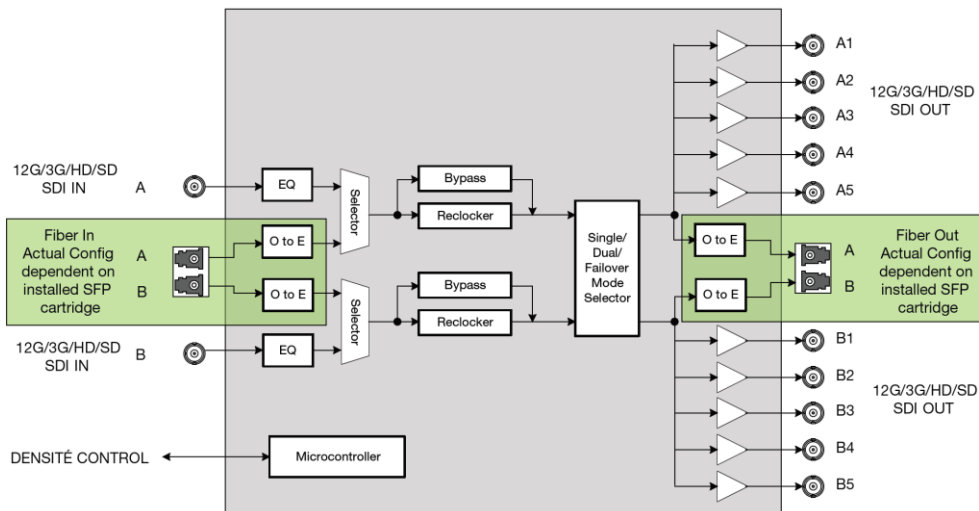 A1
A2
12G/3G/HD/SD
SDI OUT
A3
A4
A5
12G/3G/HD/SD
SDI IN
A
EQ
Selector
Bypass
Reclocker
Fiber In
Actual Config
dependent on
installed SFP
cartridge
A
B
O to E
O to E
Single/
Dual/
Failover
Mode
Selector
O to E
O to E
A
B
Fiber Out
Actual Config
dependent on
installed SFP
cartridge
Selector
Bypass
Reclocker
12G/3G/HD/SD
SDI IN
B
EQ
B1
B2
12G/3G/HD/SD
SDI OUT
B3
B4
B5
DENSITÉ CONTROL
Microcontroller